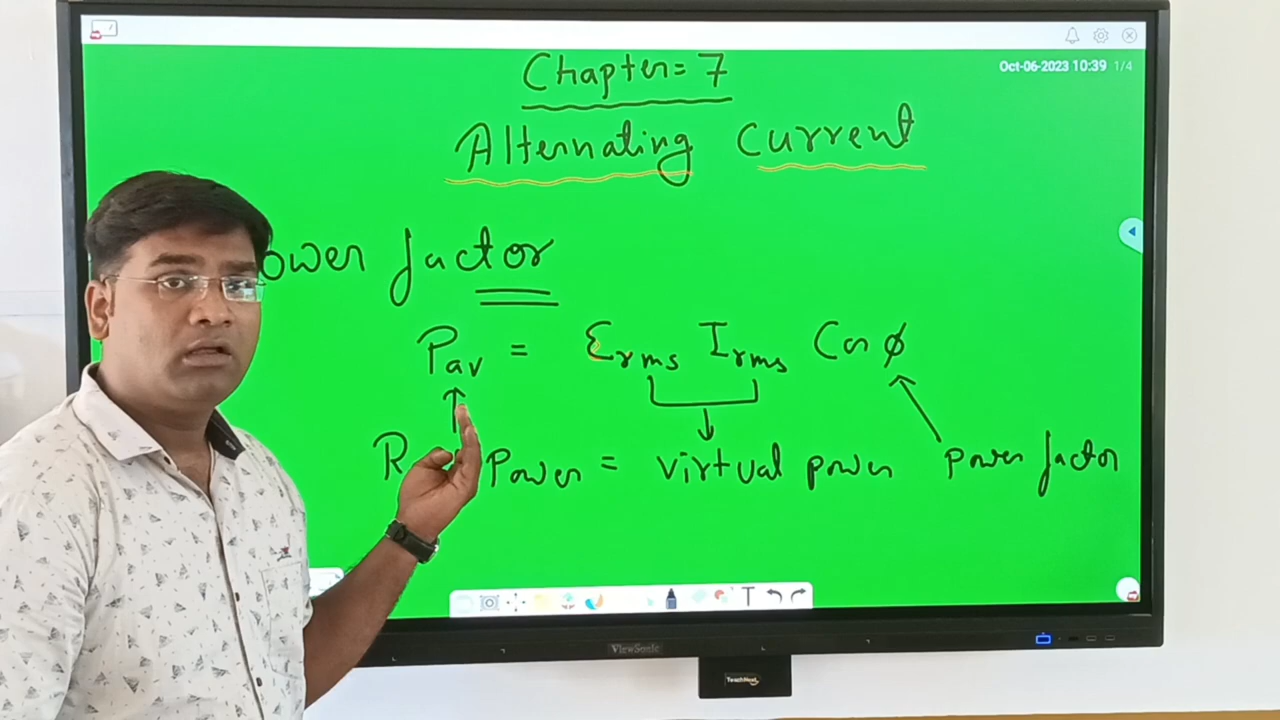 Oct-06-2023 10:39 1/4
Chapter=7
Alternating Current
ower factor
Pav = Erms Irms Cos φ
Power = virtual power power factor
T
ViewSonic
TeachNext